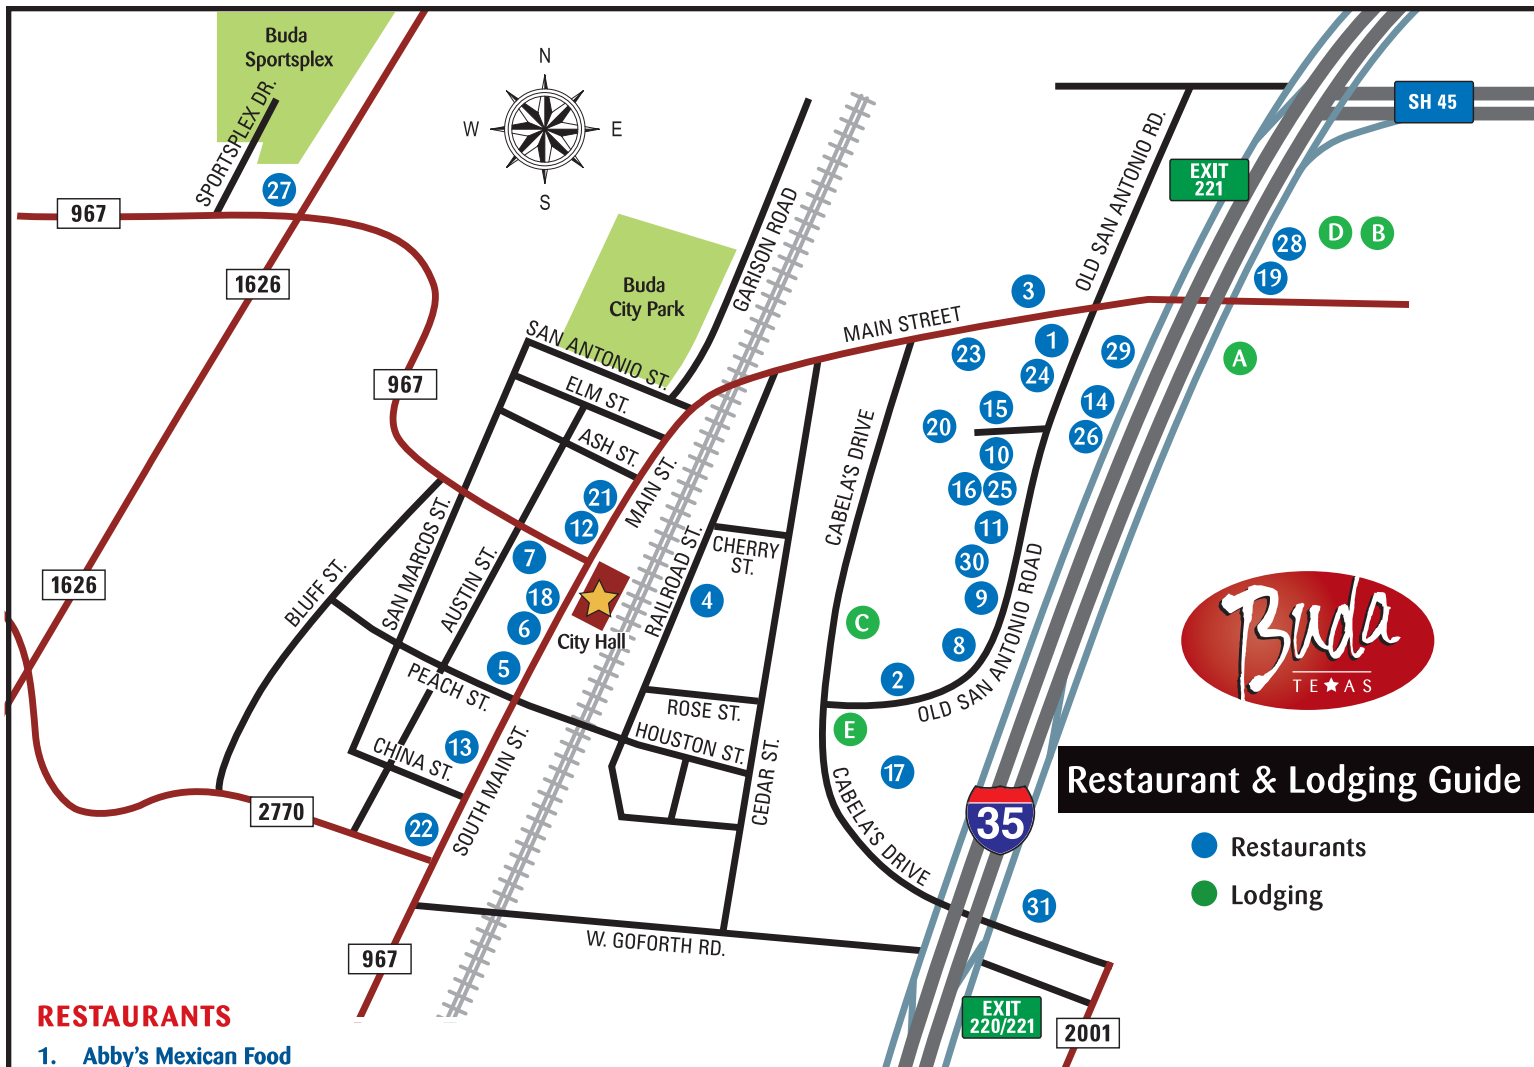 Buda
Sportsplex
SPORTSPLEX DR.
27
967
1626
N
W
E
S
Buda
City Park
GARISON ROAD
SAN ANTONIO ST.
ELM ST.
ASH ST.
967
MAIN STREET
3
OLD SAN ANTONIO RD.
EXIT
221
SH 45
28
D
B
19
A
1
29
23
24
15
14
20
26
10
16
25
11
30
9
8
2
CABELA'S DRIVE
OLD SAN ANTONIO ROAD
OLD SAN ANTONIO ROAD
C
E
17
CABELA'S DRIVE
MAIN ST.
21
12
7
18
6
5
City Hall
RAILROAD ST.
CHERRY
ST.
4
1626
BLUFF ST.
SAN MARCOS ST.
AUSTIN ST.
PEACH ST.
ROSE ST.
HOUSTON ST.
CEDAR ST.
CHINA ST.
13
SOUTH MAIN ST.
2770
22
W. GOFORTH RD.
967
35
31
EXIT
220/221
2001
Buda
TEXAS
Restaurant & Lodging Guide
Restaurants
Lodging
RESTAURANTS
1. Abby's Mexican Food